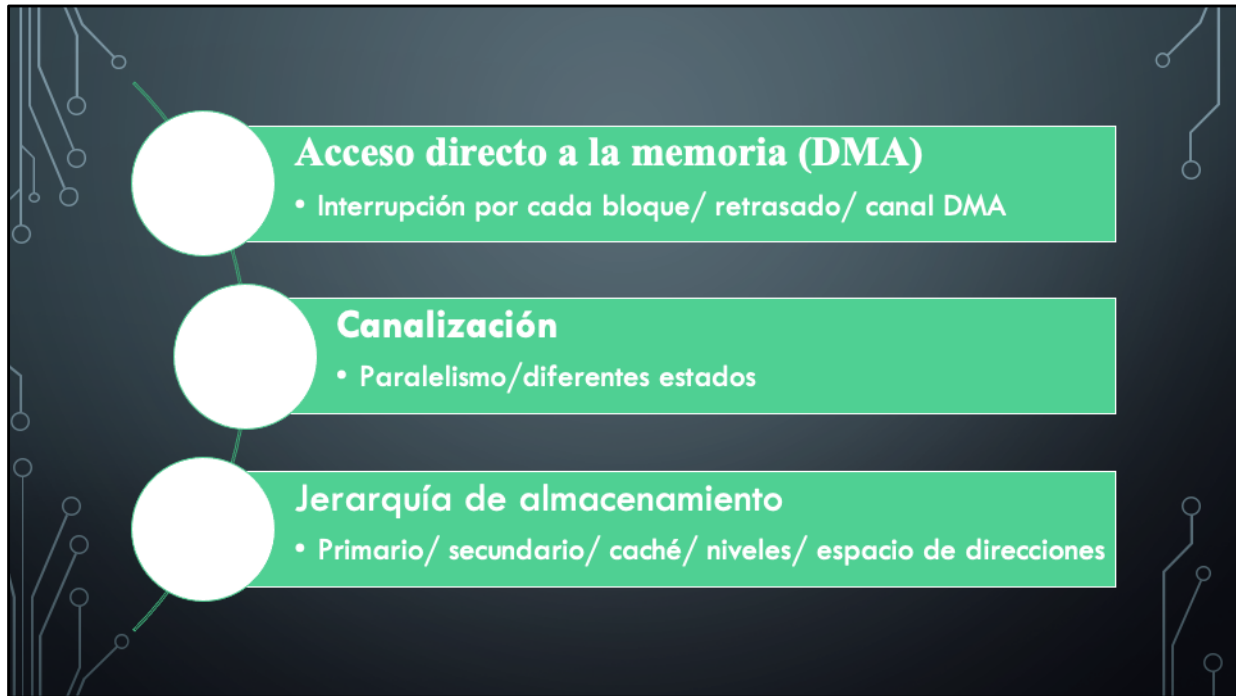 Acceso directo a la memoria (DMA)
• Interrupción por cada bloque/ retrasado/ canal DMA
Canalización
• Paralelismo/diferentes estados
Jerarquía de almacenamiento
• Primario/ secundario/ caché/ niveles/ espacio de direcciones